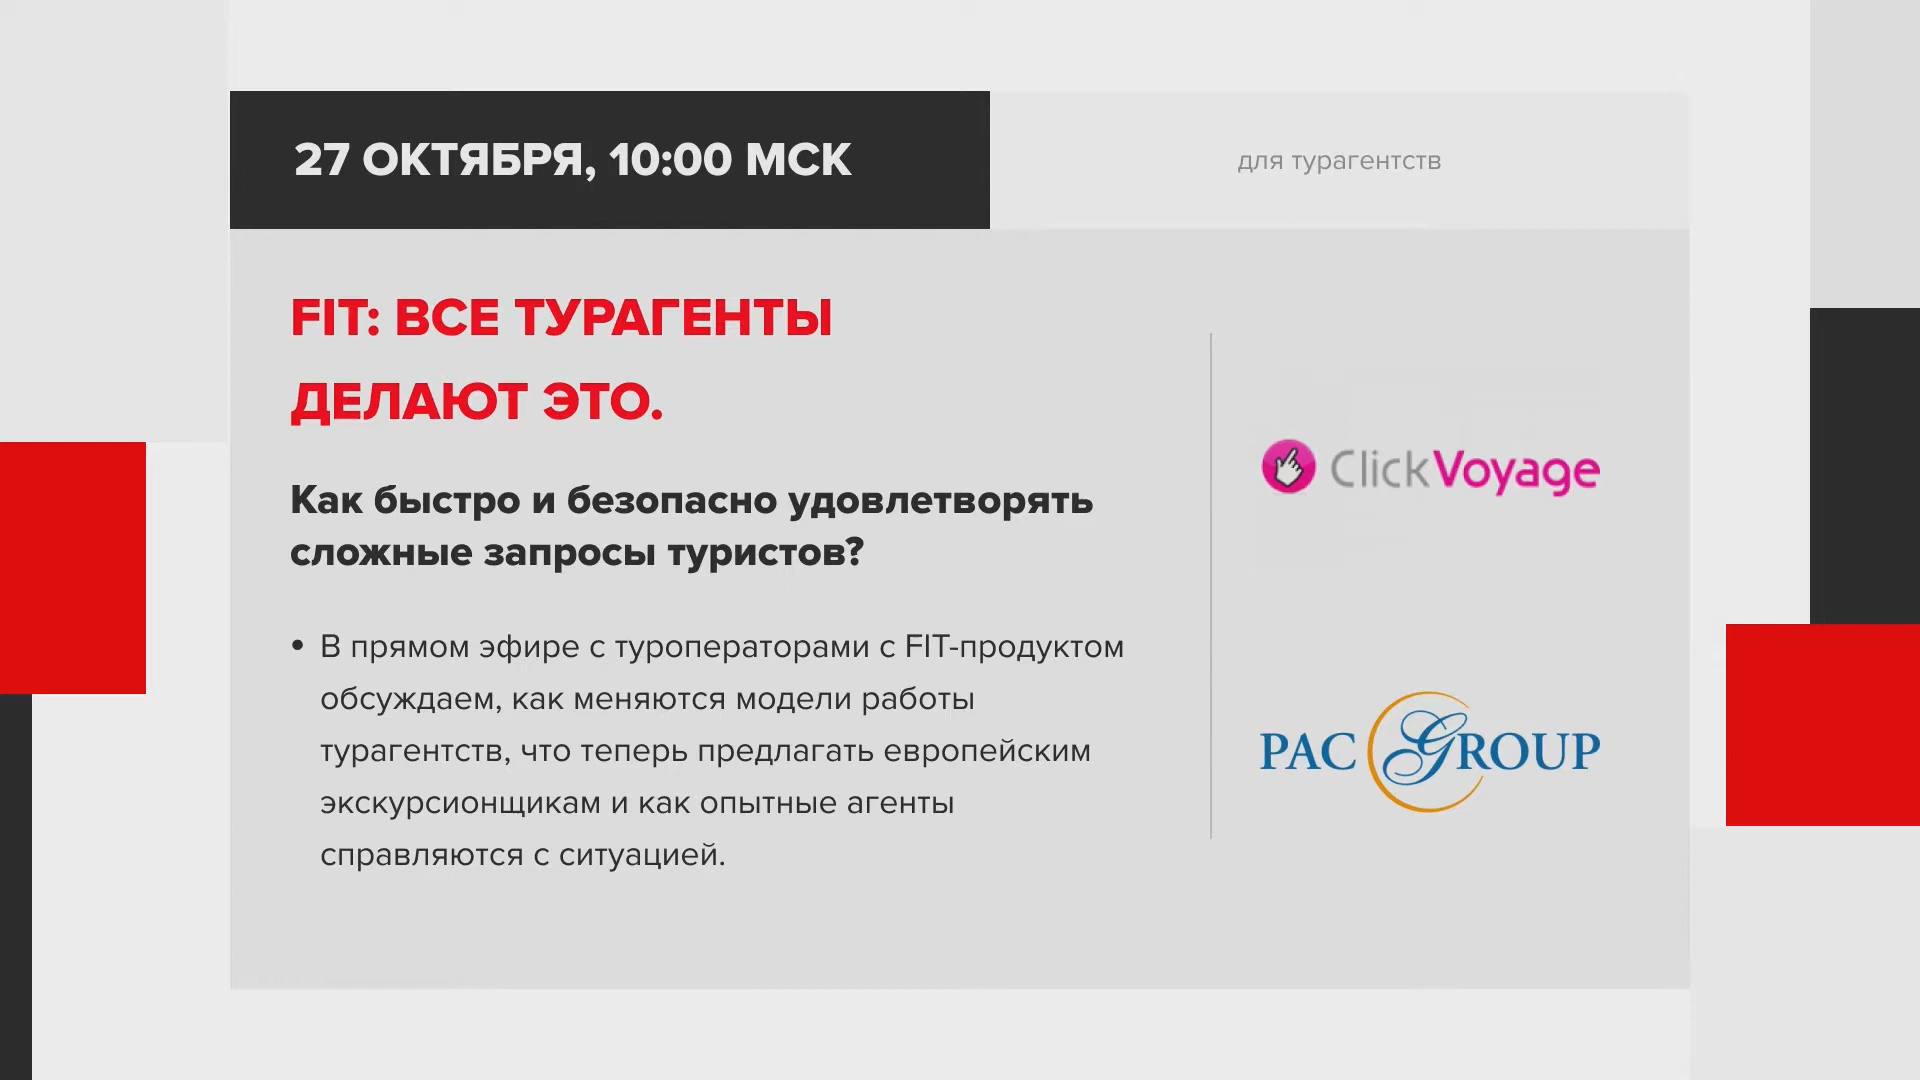 27 ОКТЯБРЯ, 10:00 МСК
для турагентств
FIT: ВСЕ ТУРАГЕНТЫ
ДЕЛАЮТ ЭТО.
Как быстро и безопасно удовлетворять
сложные запросы туристов?
• В прямом эфире с туроператорами с FIT-продуктом
обсуждаем, как меняются модели работы
турагентств, что теперь предлагать европейским
экскурсионщикам и как опытные агенты
справляются с ситуацией.
ClickVoyage
PAC GROUP